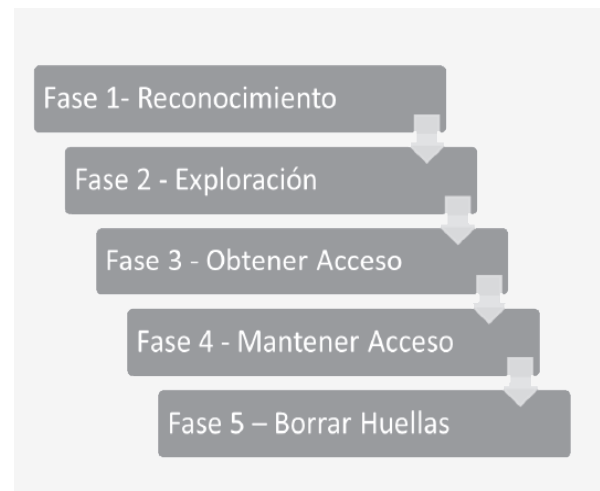 Fase 1- Reconocimiento
Fase 2 - Exploración
Fase 3 - Obtener Acceso
Fase 4 - Mantener Acceso
Fase 5 – Borrar Huellas